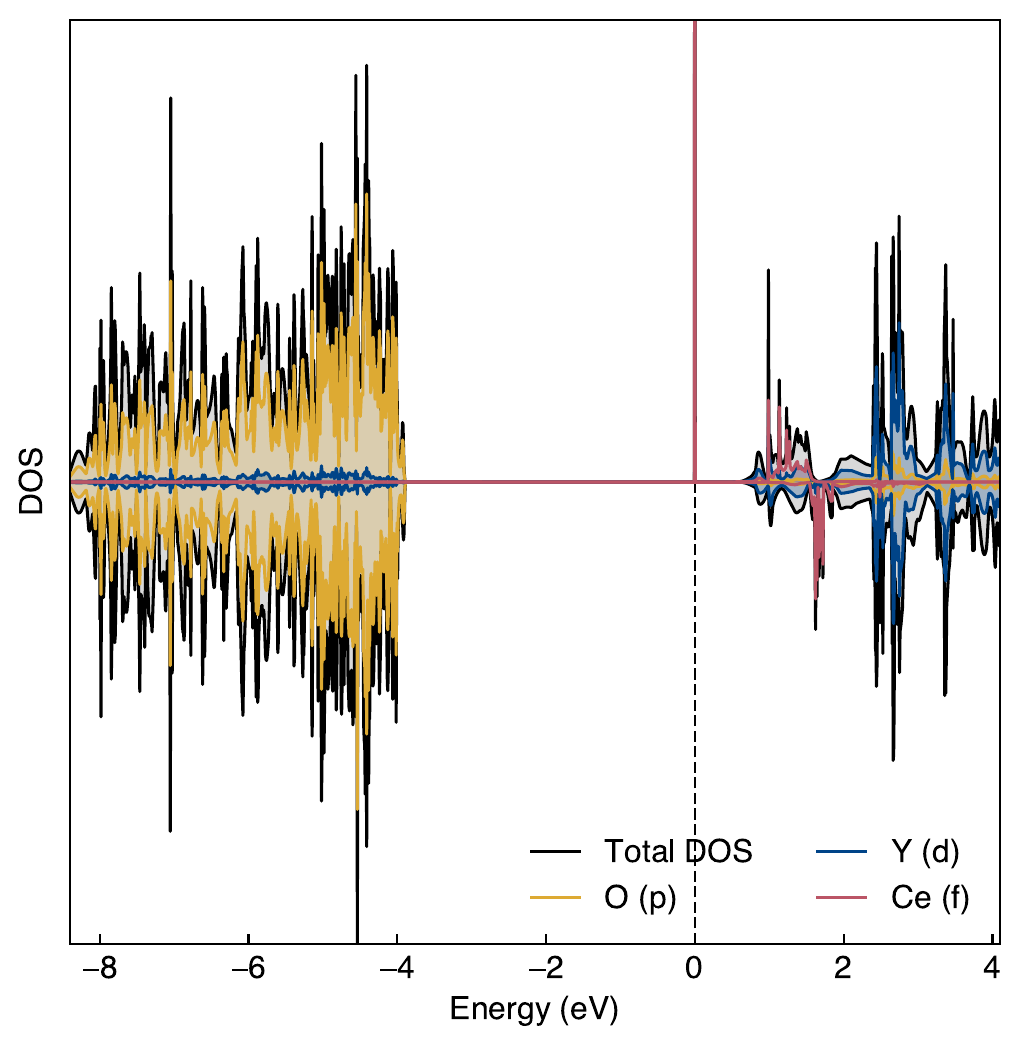 DOS
Total DOS
Y (d)
O (p)
Ce (f)
−8 −6 −4 −2 0 2 4
Energy (eV)